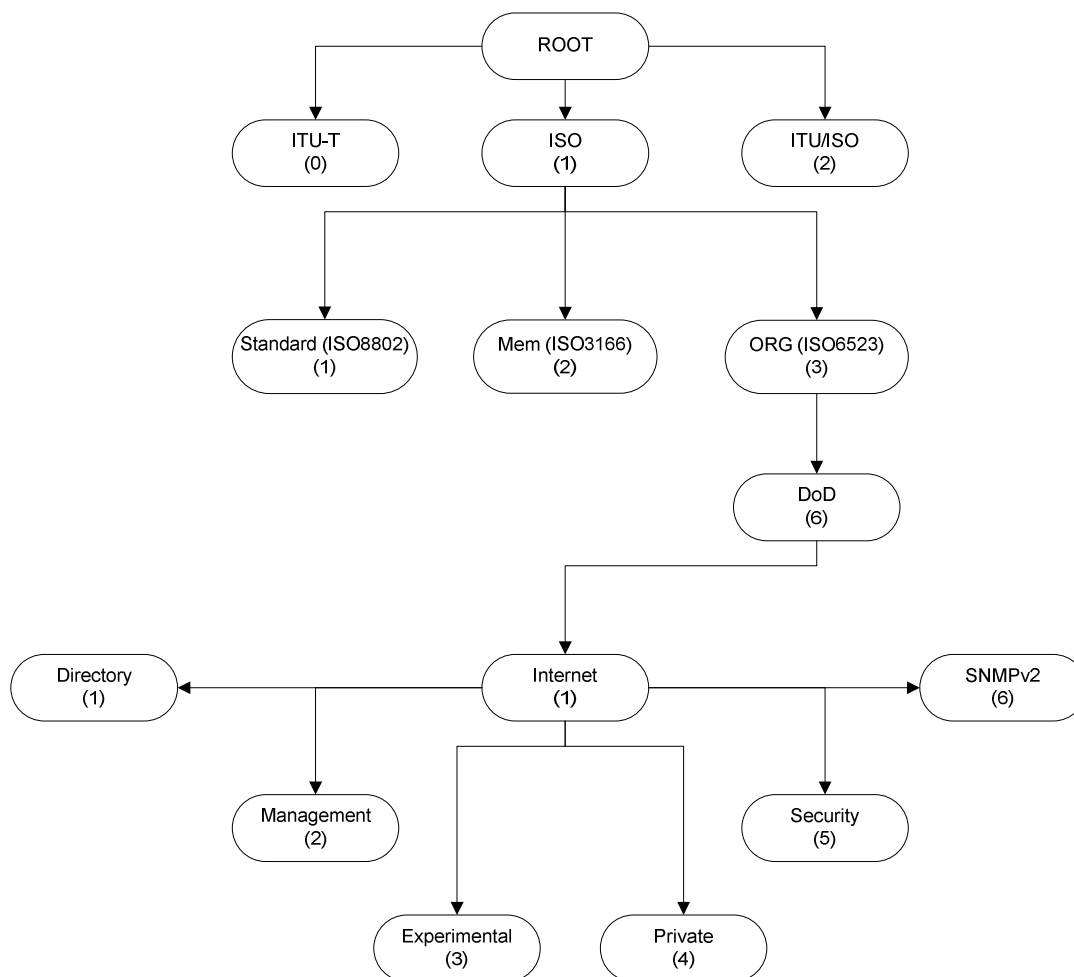 ROOT
ITU-T
(0)
ISO
(1)
ITU/ISO
(2)
Standard (ISO8802)
(1)
Mem (ISO3166)
(2)
ORG (ISO6523)
(3)
DoD
(6)
Directory
(1)
Internet
(1)
SNMPv2
(6)
Management
(2)
Security
(5)
Experimental
(3)
Private
(4)